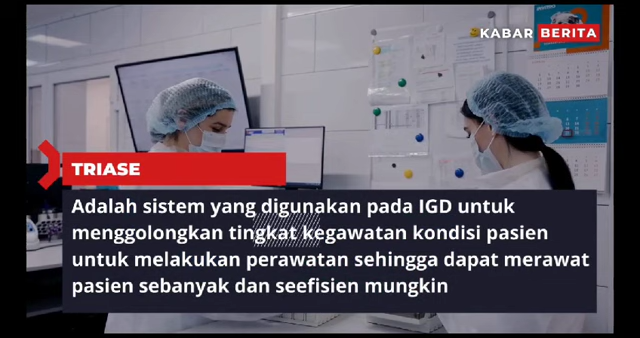 KABAR BERITA
TRIASE
Adalah sistem yang digunakan pada IGD untuk
menggolongkan tingkat kegawatan kondisi pasien
untuk melakukan perawatan sehingga dapat merawat
pasien sebanyak dan seefisien mungkin